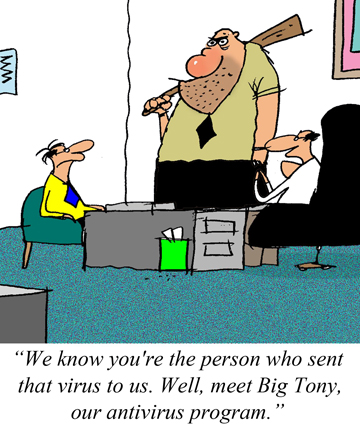 “We know you're the person who sent
that virus to us. Well, meet Big Tony,
our antivirus program.”